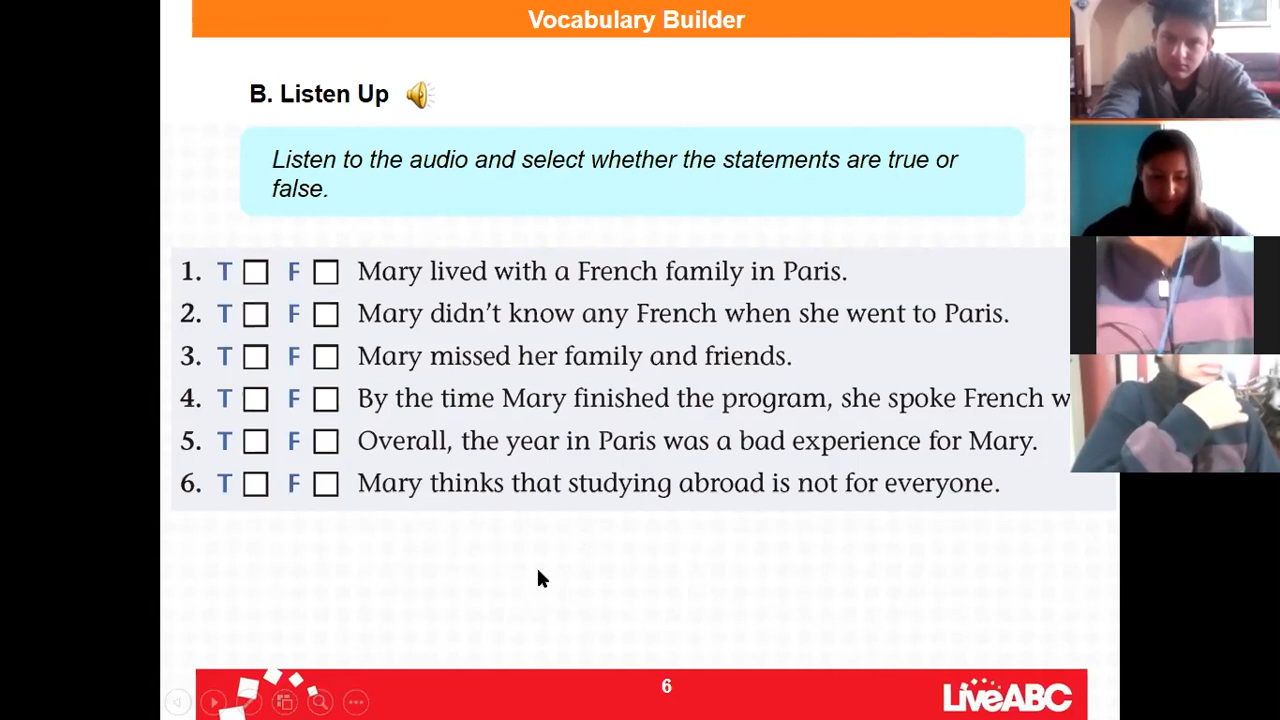 Vocabulary Builder
B. Listen Up
Listen to the audio and select whether the statements are true or
false.
1. T F Mary lived with a French family in Paris.
2. T F Mary didn't know any French when she went to Paris.
3. T F Mary missed her family and friends.
4. T F By the time Mary finished the program, she spoke French w
5. T F Overall, the year in Paris was a bad experience for Mary.
6. T F Mary thinks that studying abroad is not for everyone.
6
LiveABC